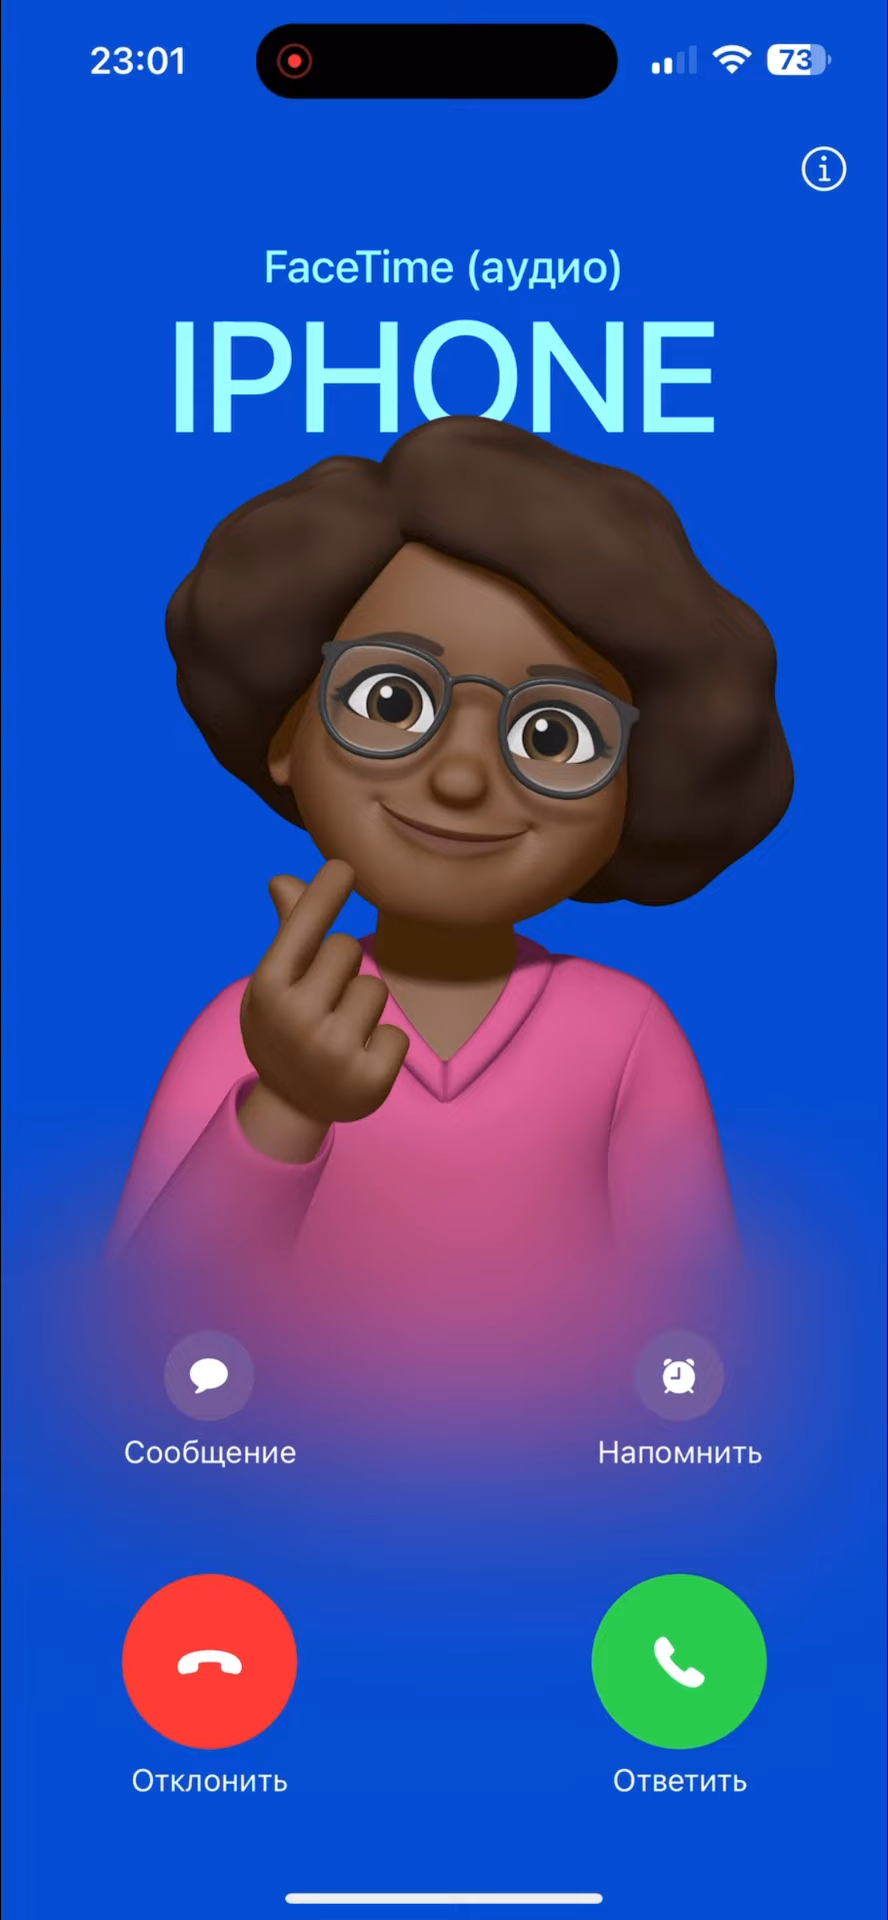 23:01
73
FaceTime (аудио)
IPHONE
Сообщение
Напомнить
Отклонить
Ответить